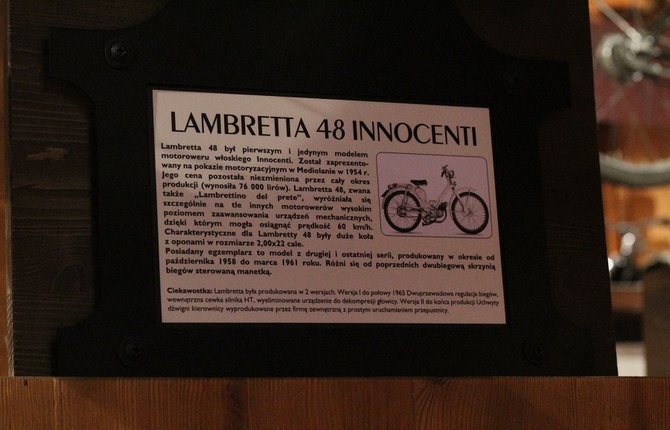 LAMBRETTA 48 INNOCENTI
Lambretta 48 był pierwszym i jedynym modelem
motoroweru włoskiego Innocenti. Został zaprezento-
wany na pokazie motoryzacyjnym w Mediolanie w 1954 r.
Jego cena pozostała niezmieniona przez cały okres
produkcji (wynosiła 76 000 lirów). Lambretta 48, zwana
także „Lambrettino del prete”, wyróżniała się
szczególnie na tle innych motorowerów wysokim
poziomem zaawansowania urządzeń mechanicznych,
dzięki którym mogła osiągnąć prędkość 60 km/h.
Charakterystyczne dla Lambretty 48 były duże koła
z oponami w rozmiarze 2,00x22 cale.
Posiadany egzemplarz to model z drugiej i ostatniej serii, produkowany w okresie od
października 1958 do marca 1961 roku. Różni się od poprzednich dwubiegową skrzynią
biegów sterowaną manetką.
Ciekawostka: Lambretta była produkowana w 2 wersjach. Wersja I do połowy 1965 Dwuprzewodowa regulacja biegów,
wewnętrzna cewka silnika HT, wyeliminowane urządzenie do dekompresji głowicy. Wersja II do końca produkcji Uchwyty
dźwigni kierownicy wyprodukowane przez firmę zewnętrzną z prostym uruchamianiem przepustnicy.